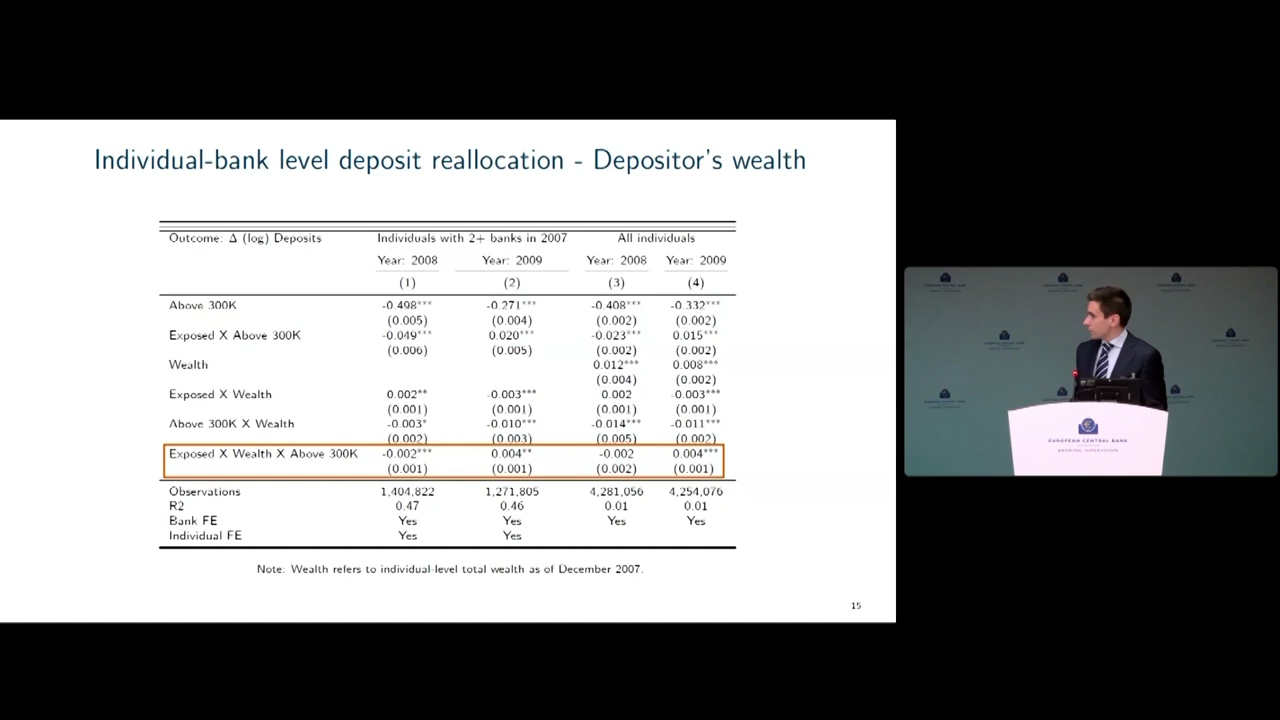 Individual-bank level deposit reallocation - Depositor's wealth
Outcome: Δ (log) Deposits Individuals with 2+ banks in 2007 All individuals
Year: 2008 Year: 2009 Year: 2008 Year: 2009
(1) (2) (3) (4)
Above 300K -0.498*** -0.271*** -0.408*** -0.332***
(0.005) (0.004) (0.002) (0.002)
Exposed X Above 300K -0.049*** 0.020*** -0.023*** 0.015***
(0.006) (0.005) (0.002) (0.002)
Wealth 0.012*** 0.008***
(0.004) (0.002)
Exposed X Wealth 0.002** -0.003*** 0.002 -0.003***
(0.001) (0.001) (0.001) (0.001)
Above 300K X Wealth -0.003* -0.010*** -0.014*** -0.011***
(0.002) (0.003) (0.005) (0.002)
Exposed X Wealth X Above 300K -0.002*** 0.004** -0.002 0.004***
(0.001) (0.001) (0.002) (0.001)
Observations 1,404,822 1,271,805 4,281,056 4,254,076
R2 0.47 0.46 0.01 0.01
Bank FE Yes Yes Yes Yes
Individual FE Yes Yes
Note: Wealth refers to individual-level total wealth as of December 2007.
15
EUROPEAN CENTRAL BANK
BANKING SUPERVISION